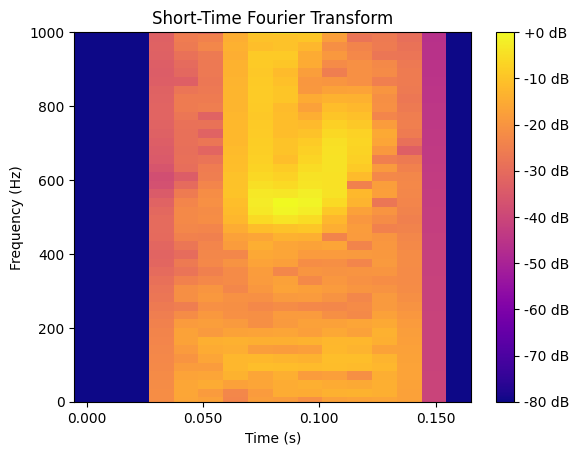 Short-Time Fourier Transform
Frequency (Hz)
1000
800
600
400
200
0
0.000 0.050 0.100 0.150
Time (s)
+0 dB
-10 dB
-20 dB
-30 dB
-40 dB
-50 dB
-60 dB
-70 dB
-80 dB